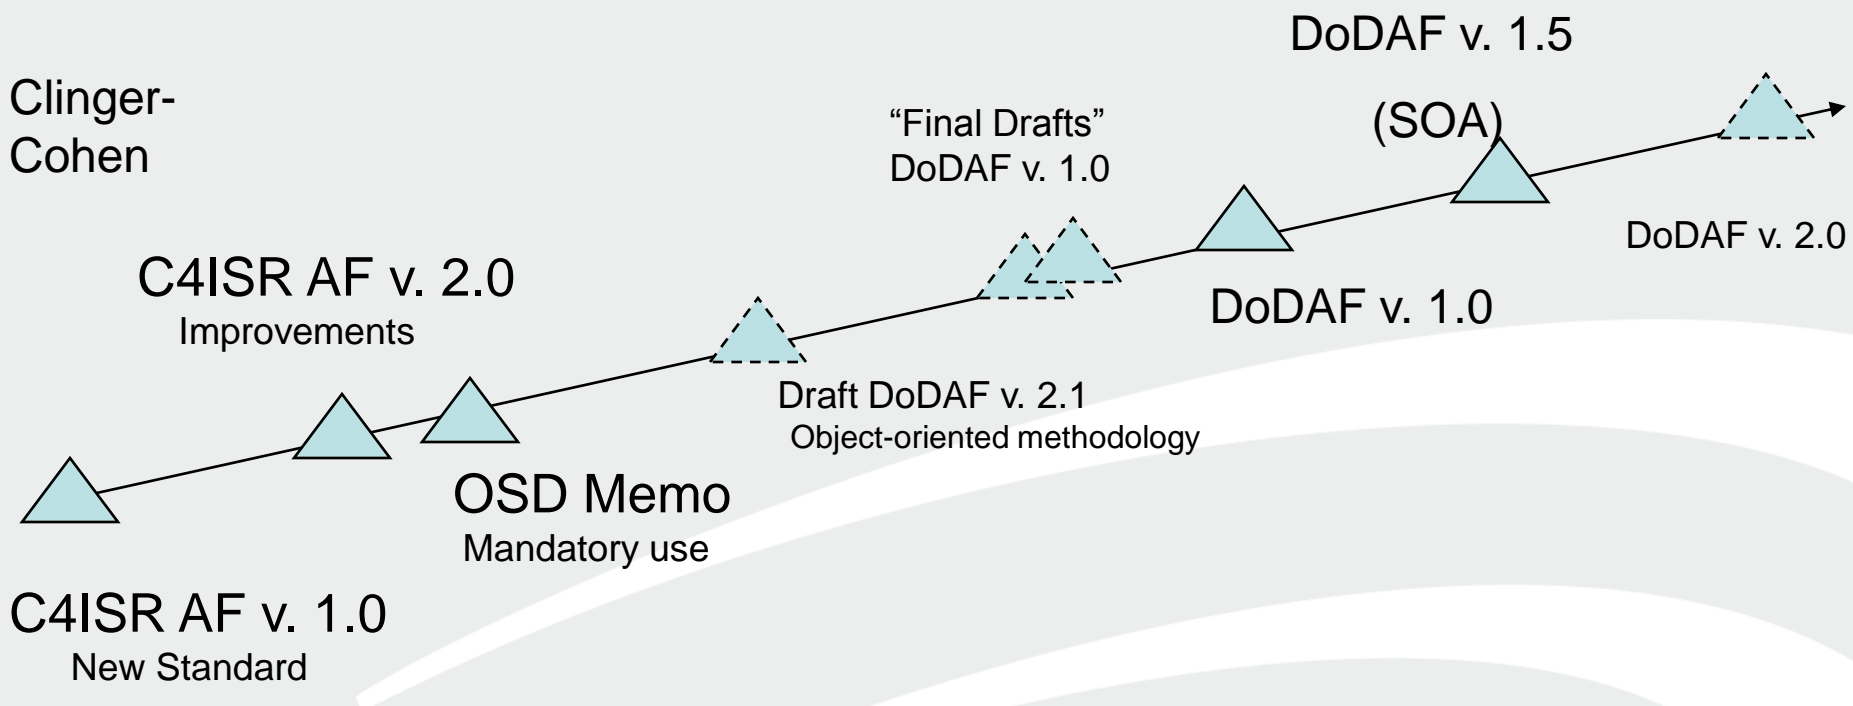 Clinger-
Cohen
C4ISR AF v. 1.0
New Standard
C4ISR AF v. 2.0
Improvements
OSD Memo
Mandatory use
Draft DoDAF v. 2.1
Object-oriented methodology
“Final Drafts”
DoDAF v. 1.0
DoDAF v. 1.0
DoDAF v. 1.5
(SOA)
DoDAF v. 2.0